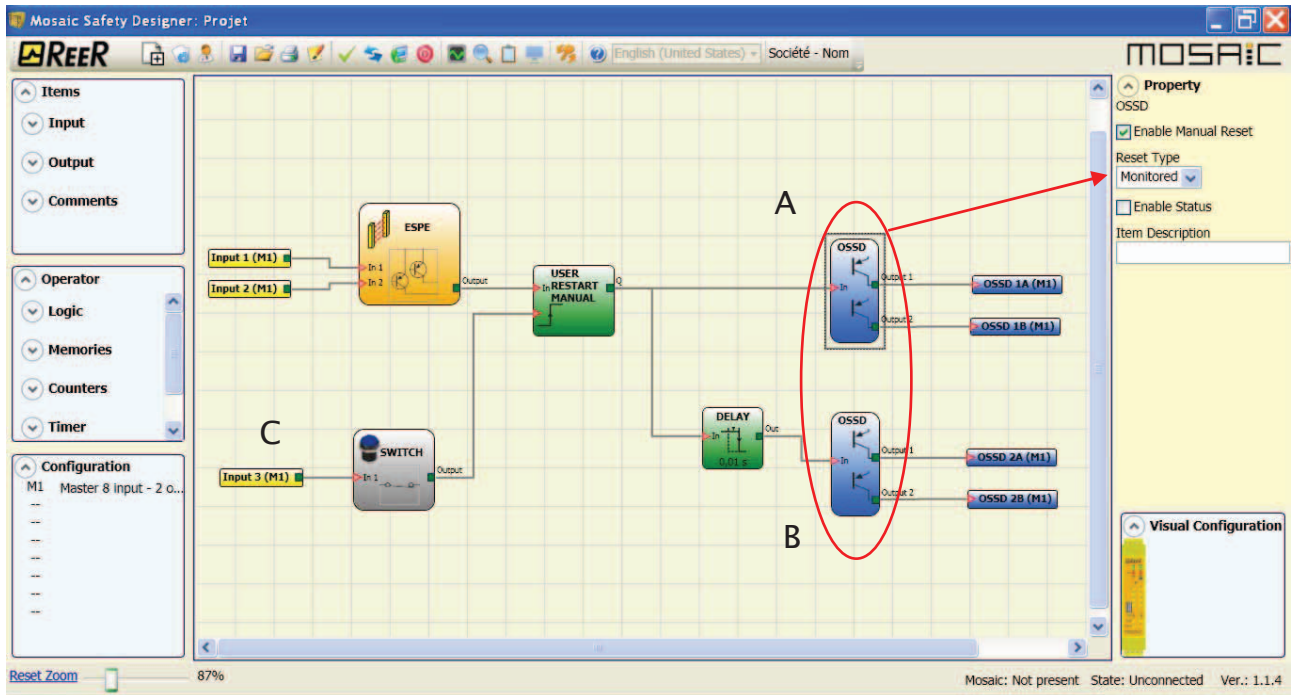 Mosaic Safety Designer: Projet
REER
English (United States)
Société - Nom
MOSAIC
Items
Input
Output
Comments
Operator
Logic
Memories
Counters
Timer
Configuration
M1 Master 8 input - 2 o...
--
--
--
--
--
--
--
Reset Zoom
87%
A
Input 1 (M1)
Input 2 (M1)
ESPE
In 1
In 2
Output
USER
RESTART
MANUAL
In
Q
OSSD
In
Output 1
Output 2
OSSD 1A (M1)
OSSD 1B (M1)
C
Input 3 (M1)
SWITCH
In 1
Output
DELAY
In
Out
0,01 s
OSSD
In
Output 1
Output 2
OSSD 2A (M1)
OSSD 2B (M1)
B
Property
OSSD
Enable Manual Reset
Reset Type
Monitored
Enable Status
Item Description
Visual Configuration
Mosaic: Not present State: Unconnected Ver.: 1.1.4